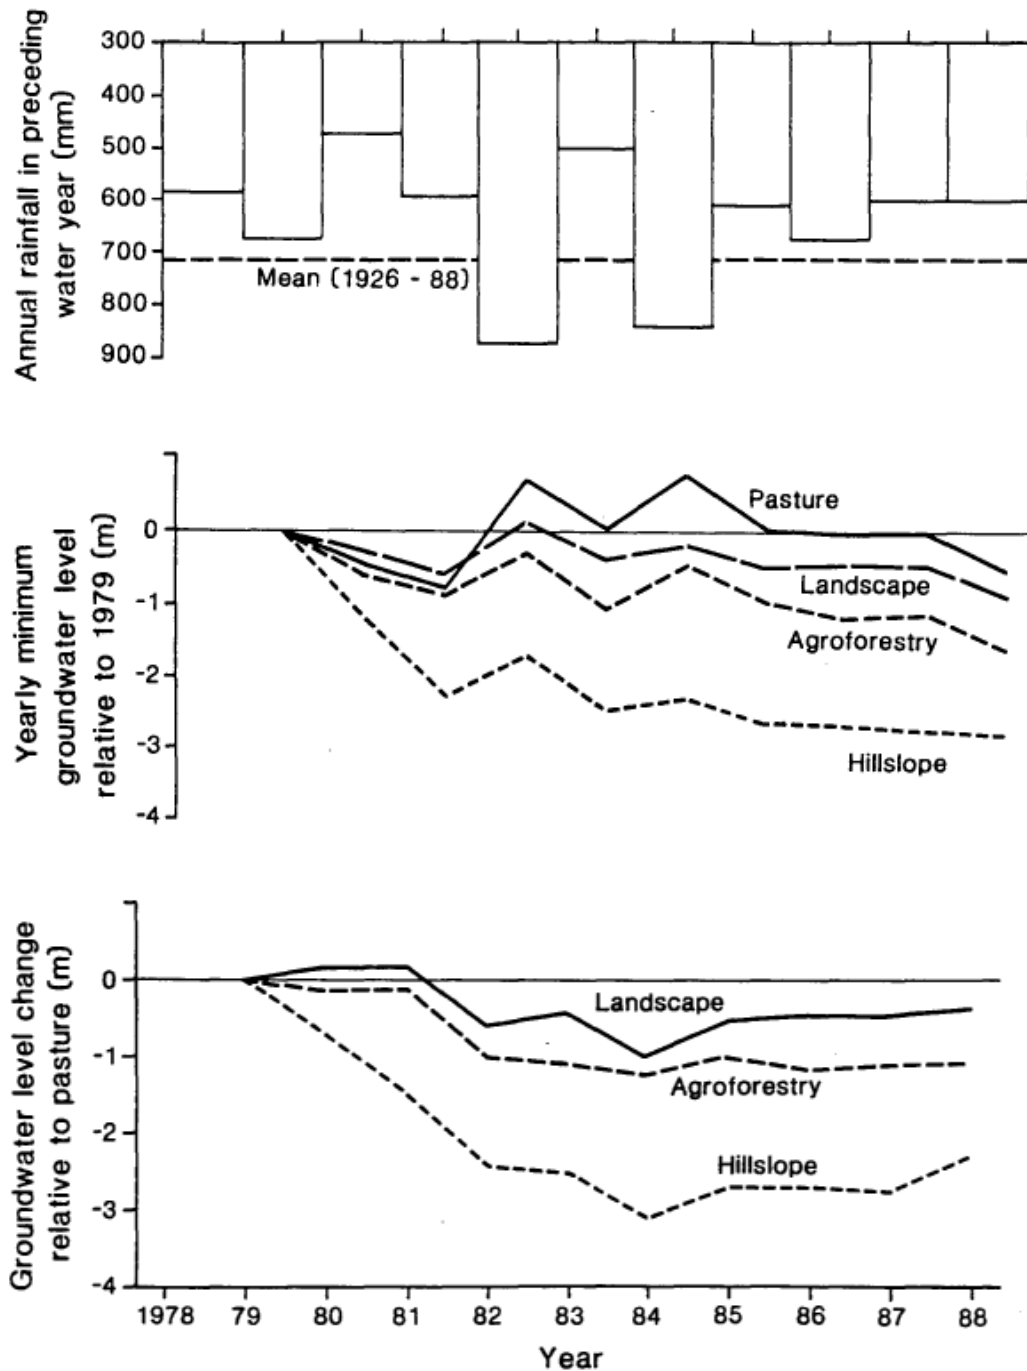 Annual rainfall in preceding
water year (mm)
300
400
500
600
700
800
900
Mean (1926 - 88)
Yearly minimum
groundwater level
relative to 1979 (m)
0
-1
-2
-3
-4
Pasture
Landscape
Agroforestry
Hillslope
Groundwater level change
relative to pasture (m)
0
-1
-2
-3
-4
Landscape
Agroforestry
Hillslope
1978 79 80 81 82 83 84 85 86 87 88
Year